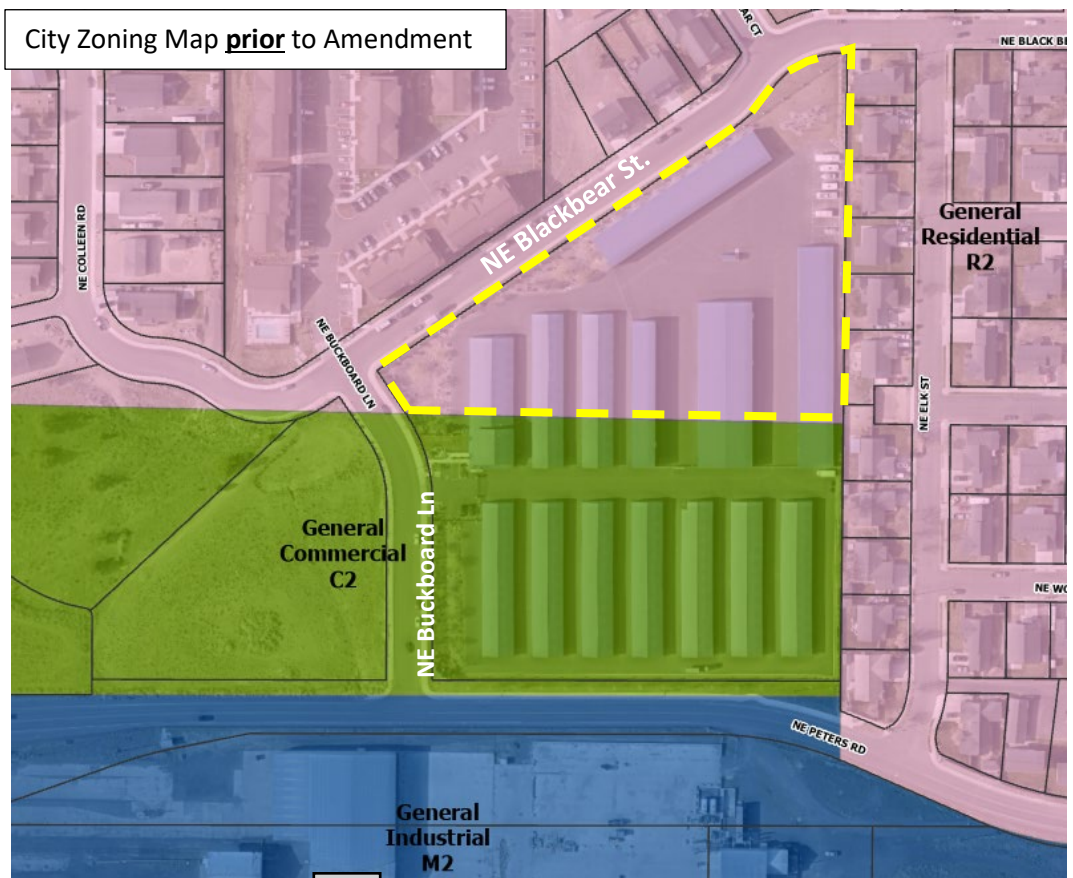 City Zoning Map prior to Amendment
NE BLACK BE
NE COLLEEN RD
NE Blackbear St.
General
Residential
R2
NE BUCKBOARD LN
NE ELK ST
General
Commercial
C2
NE Buckboard Ln
NE WO
NE PETERS RD
General
Industrial
M2